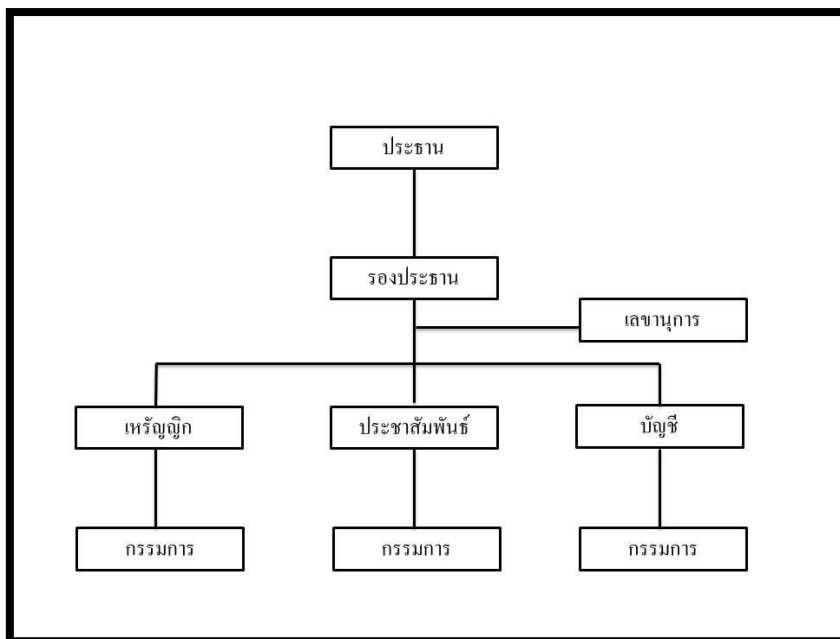 ประธาน
รองประธาน
เลขานุการ
เหรัญญิก
ประชาสัมพันธ์
บัญชี
กรรมการ
กรรมการ
กรรมการ